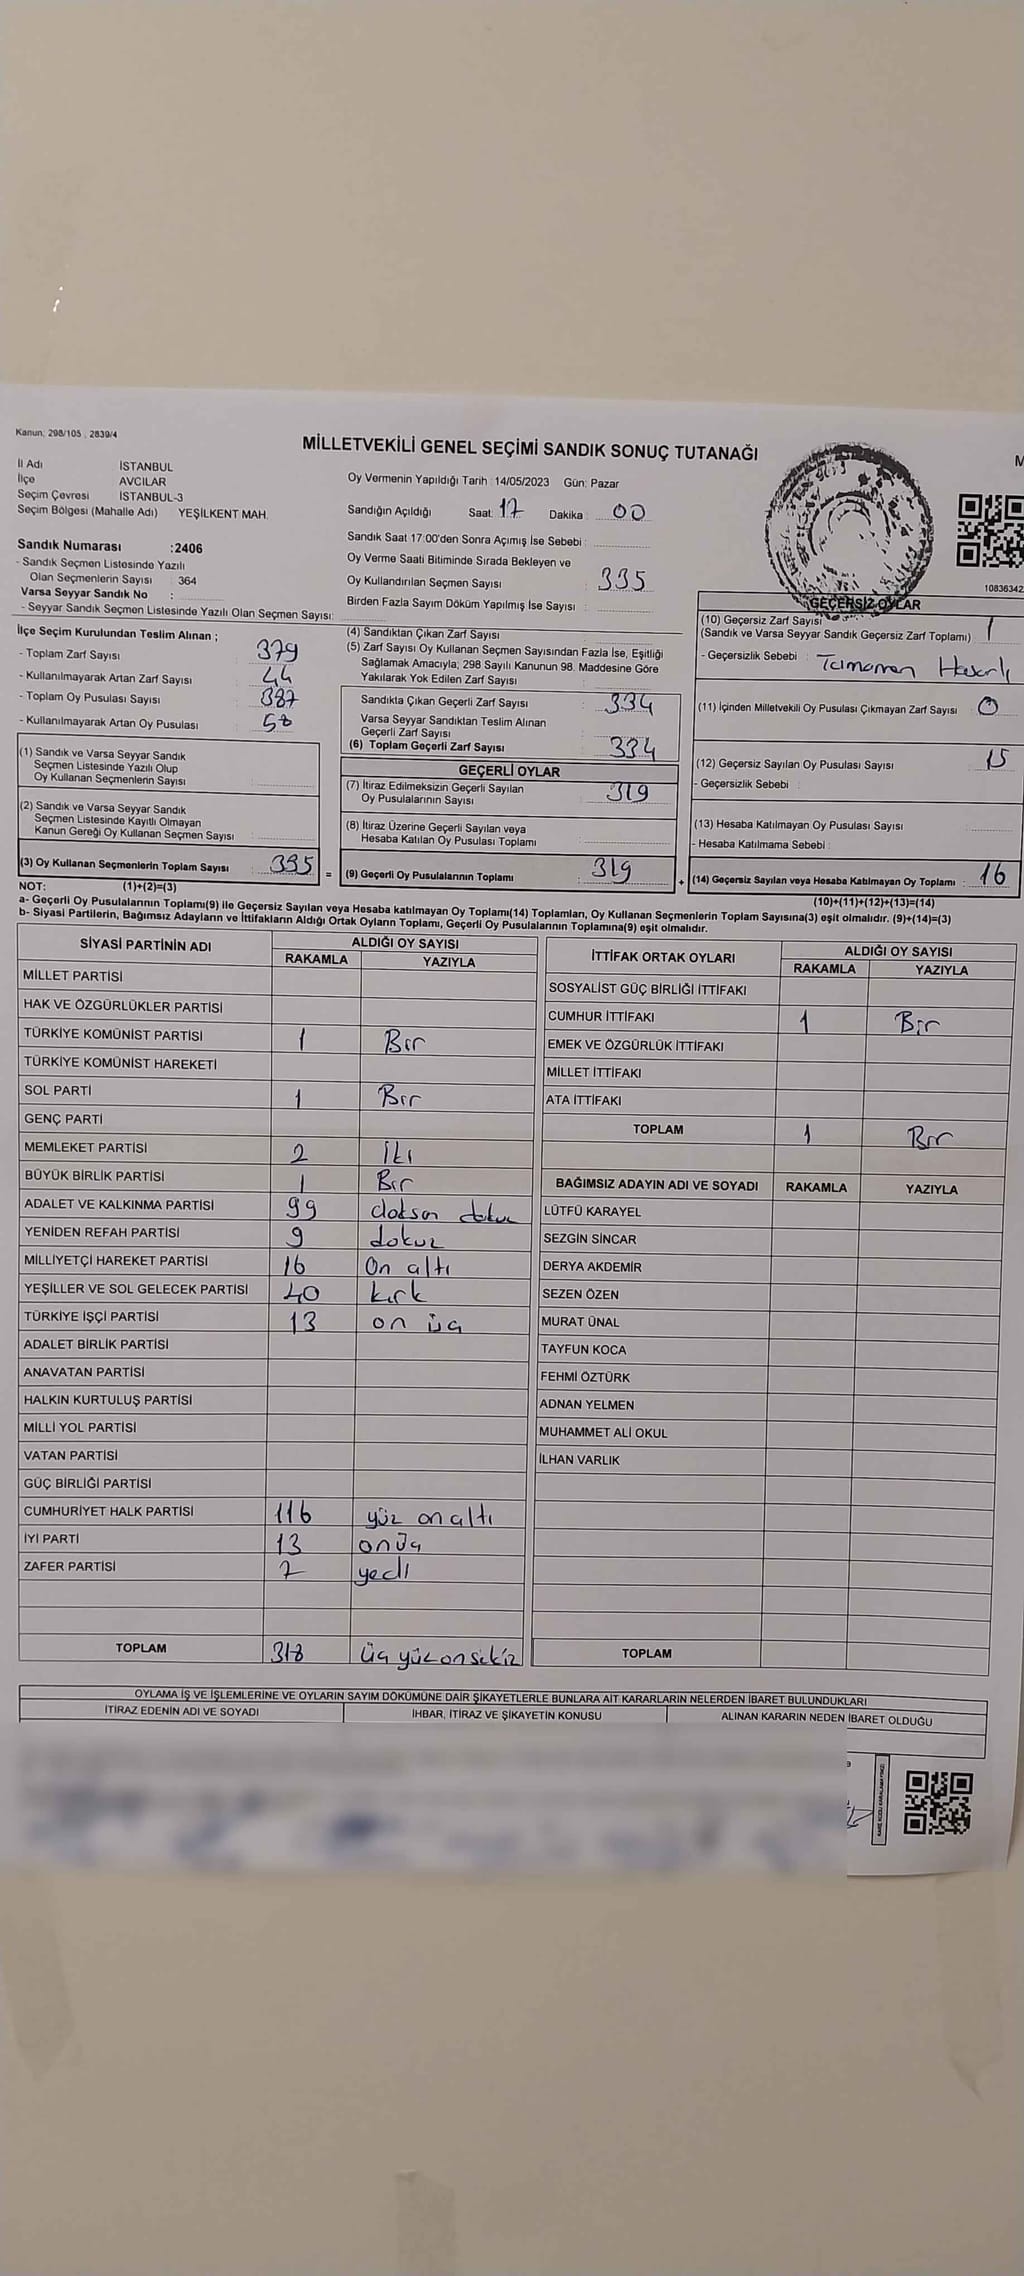 Kanun; 298/105 , 2839/4
MİLLETVEKİLİ GENEL SEÇİMİ SANDIK SONUÇ TUTANAĞI
İl Adı İSTANBUL
İlçe AVCILAR
Seçim Çevresi İSTANBUL-3
Seçim Bölgesi (Mahalle Adı) YEŞİLKENT MAH.
Oy Vermenin Yapıldığı Tarih : 14/05/2023 Gün: Pazar
Sandığın Açıldığı Saat: 17 Dakika : 00
Sandık Saat 17:00'den Sonra Açımış İse Sebebi :
Oy Verme Saati Bitiminde Sırada Bekleyen ve
Oy Kullandırılan Seçmen Sayısı : 335
Birden Fazla Sayım Döküm Yapılmış İse Sayısı :
Sandık Numarası :2406
- Sandık Seçmen Listesinde Yazılı
Olan Seçmenlerin Sayısı : 364
Varsa Seyyar Sandık No :
- Seyyar Sandık Seçmen Listesinde Yazılı Olan Seçmen Sayısı:
10836342
İlçe Seçim Kurulundan Teslim Alınan ;
- Toplam Zarf Sayısı : 379
- Kullanılmayarak Artan Zarf Sayısı : 44
- Toplam Oy Pusulası Sayısı : 387
- Kullanılmayarak Artan Oy Pusulası : 58
(1) Sandık ve Varsa Seyyar Sandık
Seçmen Listesinde Yazılı Olup
Oy Kullanan Seçmenlerin Sayısı :
(2) Sandık ve Varsa Seyyar Sandık
Seçmen Listesinde Kayıtlı Olmayan
Kanun Gereği Oy Kullanan Seçmen Sayısı :
(3) Oy Kullanan Seçmenlerin Toplam Sayısı : 335 =
(4) Sandıktan Çıkan Zarf Sayısı :
(5) Zarf Sayısı Oy Kullanan Seçmen Sayısından Fazla İse, Eşitliği
Sağlamak Amacıyla; 298 Sayılı Kanunun 98. Maddesine Göre
Yakılarak Yok Edilen Zarf Sayısı :
Sandıkta Çıkan Geçerli Zarf Sayısı : 334
Varsa Seyyar Sandıktan Teslim Alınan
Geçerli Zarf Sayısı :
(6) Toplam Geçerli Zarf Sayısı : 334
GEÇERLİ OYLAR
(7) İtiraz Edilmeksizin Geçerli Sayılan
Oy Pusulalarının Sayısı : 319
(8) İtiraz Üzerine Geçerli Sayılan veya
Hesaba Katılan Oy Pusulası Toplamı :
(9) Geçerli Oy Pusulalarının Toplamı : 319 +
GEÇERSİZ OYLAR
(10) Geçersiz Zarf Sayısı : 1
(Sandık ve Varsa Seyyar Sandık Geçersiz Zarf Toplamı)
- Geçersizlik Sebebi : Tamamen Hasarlı
(11) İçinden Milletvekili Oy Pusulası Çıkmayan Zarf Sayısı : 0
(12) Geçersiz Sayılan Oy Pusulası Sayısı : 15
- Geçersizlik Sebebi :
(13) Hesaba Katılmayan Oy Pusulası Sayısı :
- Hesaba Katılmama Sebebi :
(14) Geçersiz Sayılan veya Hesaba Katılmayan Oy Toplamı : 16
NOT: (1)+(2)=(3)
(10)+(11)+(12)+(13)=(14)
a- Geçerli Oy Pusulalarının Toplamı(9) ile Geçersiz Sayılan veya Hesaba katılmayan Oy Toplamı(14) Toplamları, Oy Kullanan Seçmenlerin Toplam Sayısına(3) eşit olmalıdır. (9)+(14)=(3)
b- Siyasi Partilerin, Bağımsız Adayların ve İttifakların Aldığı Ortak Oyların Toplamı, Geçerli Oy Pusulalarının Toplamına(9) eşit olmalıdır.
SİYASİ PARTİNİN ADI ALDIĞI OY SAYISI
RAKAMLA YAZIYLA
MİLLET PARTİSİ
HAK VE ÖZGÜRLÜKLER PARTİSİ
TÜRKİYE KOMÜNİST PARTİSİ 1 Bir
TÜRKİYE KOMÜNİST HAREKETİ
SOL PARTİ 1 Bir
GENÇ PARTİ
MEMLEKET PARTİSİ 2 İki
BÜYÜK BİRLİK PARTİSİ 1 Bir
ADALET VE KALKINMA PARTİSİ 99 doksan dokuz
YENİDEN REFAH PARTİSİ 9 dokuz
MİLLİYETÇİ HAREKET PARTİSİ 16 On altı
YEŞİLLER VE SOL GELECEK PARTİSİ 40 kırk
TÜRKİYE İŞÇİ PARTİSİ 13 on üç
ADALET BİRLİK PARTİSİ
ANAVATAN PARTİSİ
HALKIN KURTULUŞ PARTİSİ
MİLLİ YOL PARTİSİ
VATAN PARTİSİ
GÜÇ BİRLİĞİ PARTİSİ
CUMHURİYET HALK PARTİSİ 116 yüz on altı
İYİ PARTİ 13 on üç
ZAFER PARTİSİ 7 yedi
TOPLAM 318 üç yüz on sekiz
İTTİFAK ORTAK OYLARI ALDIĞI OY SAYISI
RAKAMLA YAZIYLA
SOSYALİST GÜÇ BİRLİĞİ İTTİFAKI
CUMHUR İTTİFAKI 1 Bir
EMEK VE ÖZGÜRLÜK İTTİFAKI
MİLLET İTTİFAKI
ATA İTTİFAKI
TOPLAM 1 Bir
BAĞIMSIZ ADAYIN ADI VE SOYADI RAKAMLA YAZIYLA
LÜTFÜ KARAYEL
SEZGİN SİNCAR
DERYA AKDEMİR
SEZEN ÖZEN
MURAT ÜNAL
TAYFUN KOCA
FEHMİ ÖZTÜRK
ADNAN YELMEN
MUHAMMET ALİ OKUL
İLHAN VARLIK
TOPLAM
OYLAMA İŞ VE İŞLEMLERİNE VE OYLARIN SAYIM DÖKÜMÜNE DAİR ŞİKAYETLERLE BUNLARA AİT KARARLARIN NELERDEN İBARET BULUNDUKLARI
İTİRAZ EDENİN ADI VE SOYADI İHBAR, İTİRAZ VE ŞİKAYETİN KONUSU ALINAN KARARIN NEDEN İBARET OLDUĞU